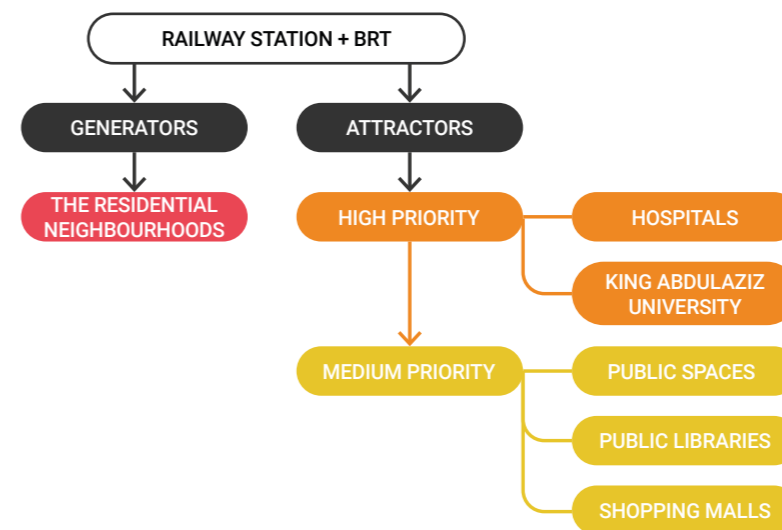 RAILWAY STATION + BRT
GENERATORS
ATTRACTORS
THE RESIDENTIAL
NEIGHBOURHOODS
HIGH PRIORITY
HOSPITALS
KING ABDULAZIZ
UNIVERSITY
MEDIUM PRIORITY
PUBLIC SPACES
PUBLIC LIBRARIES
SHOPPING MALLS